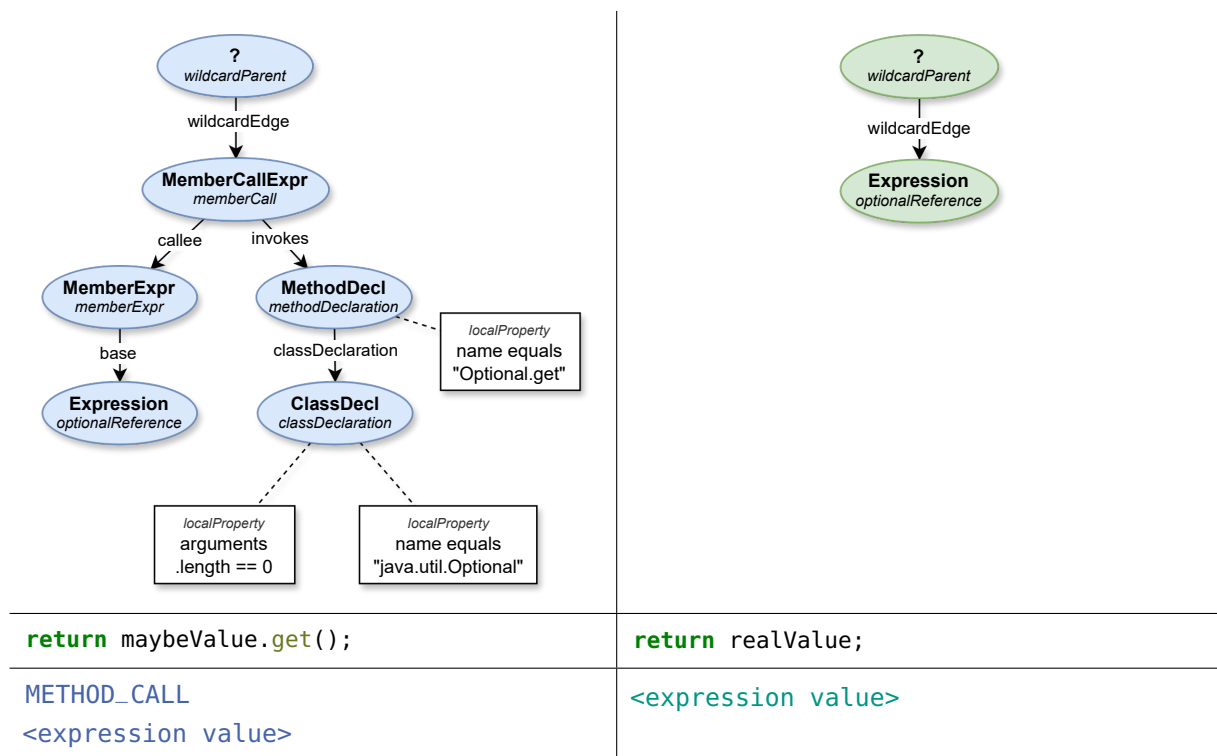 ?
wildcardParent
wildcardEdge
MemberCallExpr
memberCall
callee
invokes
MemberExpr
memberExpr
MethodDecl
methodDeclaration
localProperty
name equals
"Optional.get"
base
classDeclaration
Expression
optionalReference
ClassDecl
classDeclaration
localProperty
arguments
.length == 0
localProperty
name equals
"java.util.Optional"
?
wildcardParent
wildcardEdge
Expression
optionalReference
return maybeValue.get();
return realValue;
METHOD_CALL
<expression value>
<expression value>